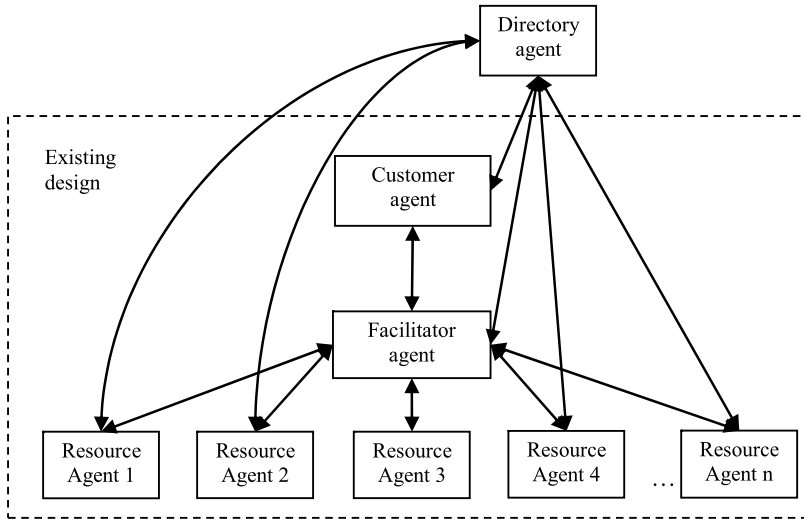 Directory
agent
Existing
design
Customer
agent
Facilitator
agent
Resource
Agent 1
Resource
Agent 2
Resource
Agent 3
Resource
Agent 4
...
Resource
Agent n